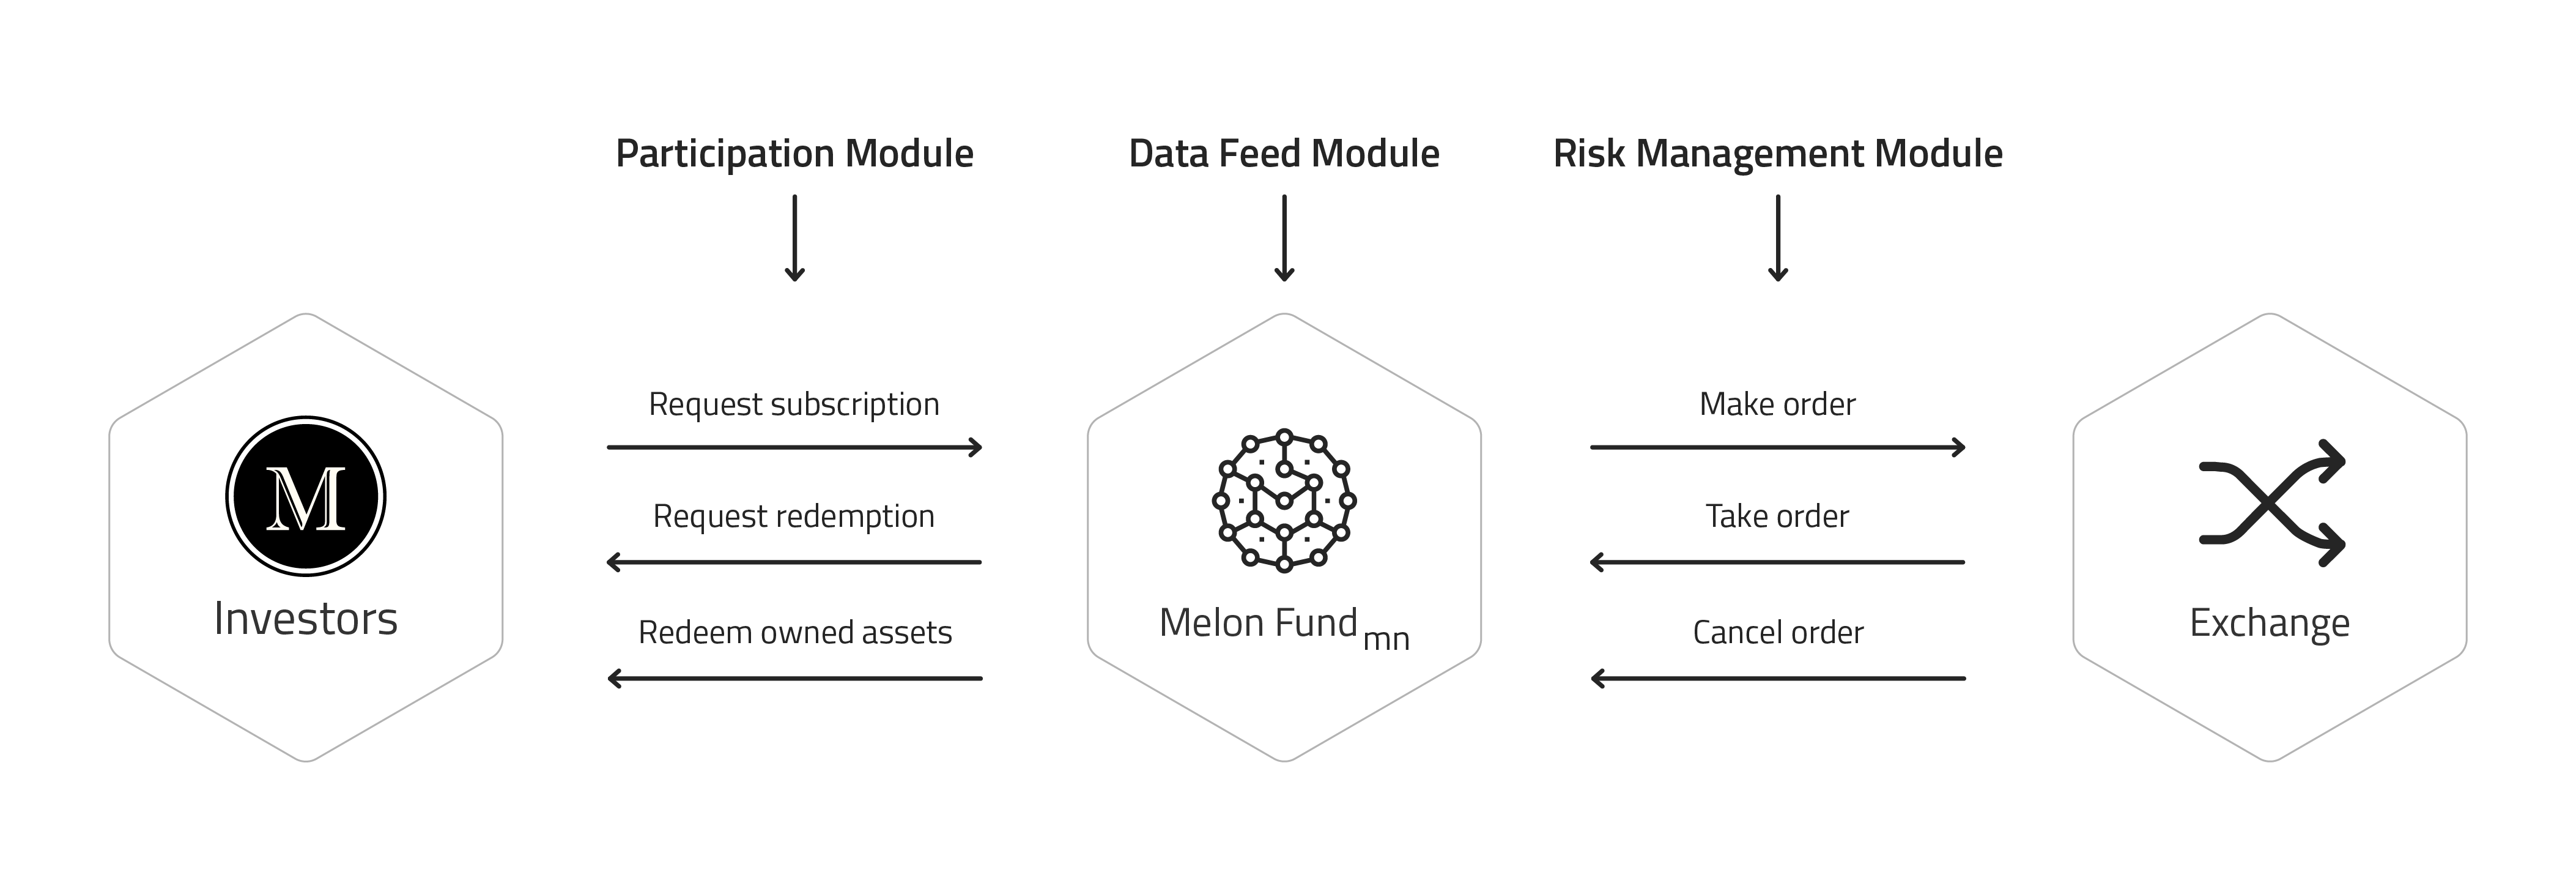 Participation Module
Data Feed Module
Risk Management Module
Request subscription
Make order
Request redemption
Take order
M
Investors
Melon Fund mn
Exchange
Redeem owned assets
Cancel order